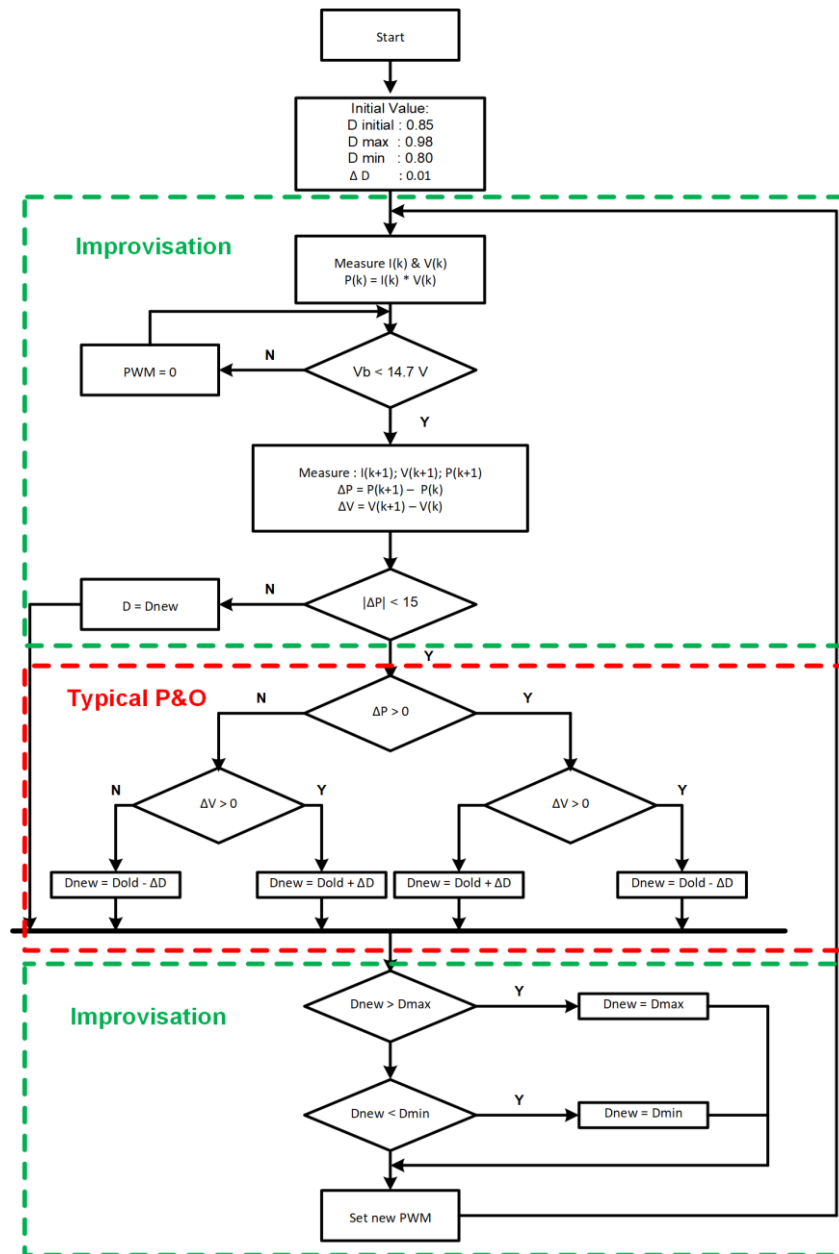 Start
Initial Value:
D initial : 0.85
D max : 0.98
D min : 0.80
Δ D : 0.01
Improvisation
Measure I(k) & V(k)
P(k) = I(k) * V(k)
PWM = 0
N
Vb < 14.7 V
Y
Measure : I(k+1); V(k+1); P(k+1)
ΔP = P(k+1) – P(k)
ΔV = V(k+1) – V(k)
D = Dnew
N
|ΔP| < 15
Y
Typical P&O
N
ΔP > 0
Y
N
ΔV > 0
Y
Y
ΔV > 0
Y
Dnew = Dold - ΔD
Dnew = Dold + ΔD
Dnew = Dold + ΔD
Dnew = Dold - ΔD
Improvisation
Dnew > Dmax
Y
Dnew = Dmax
Dnew < Dmin
Y
Dnew = Dmin
Set new PWM